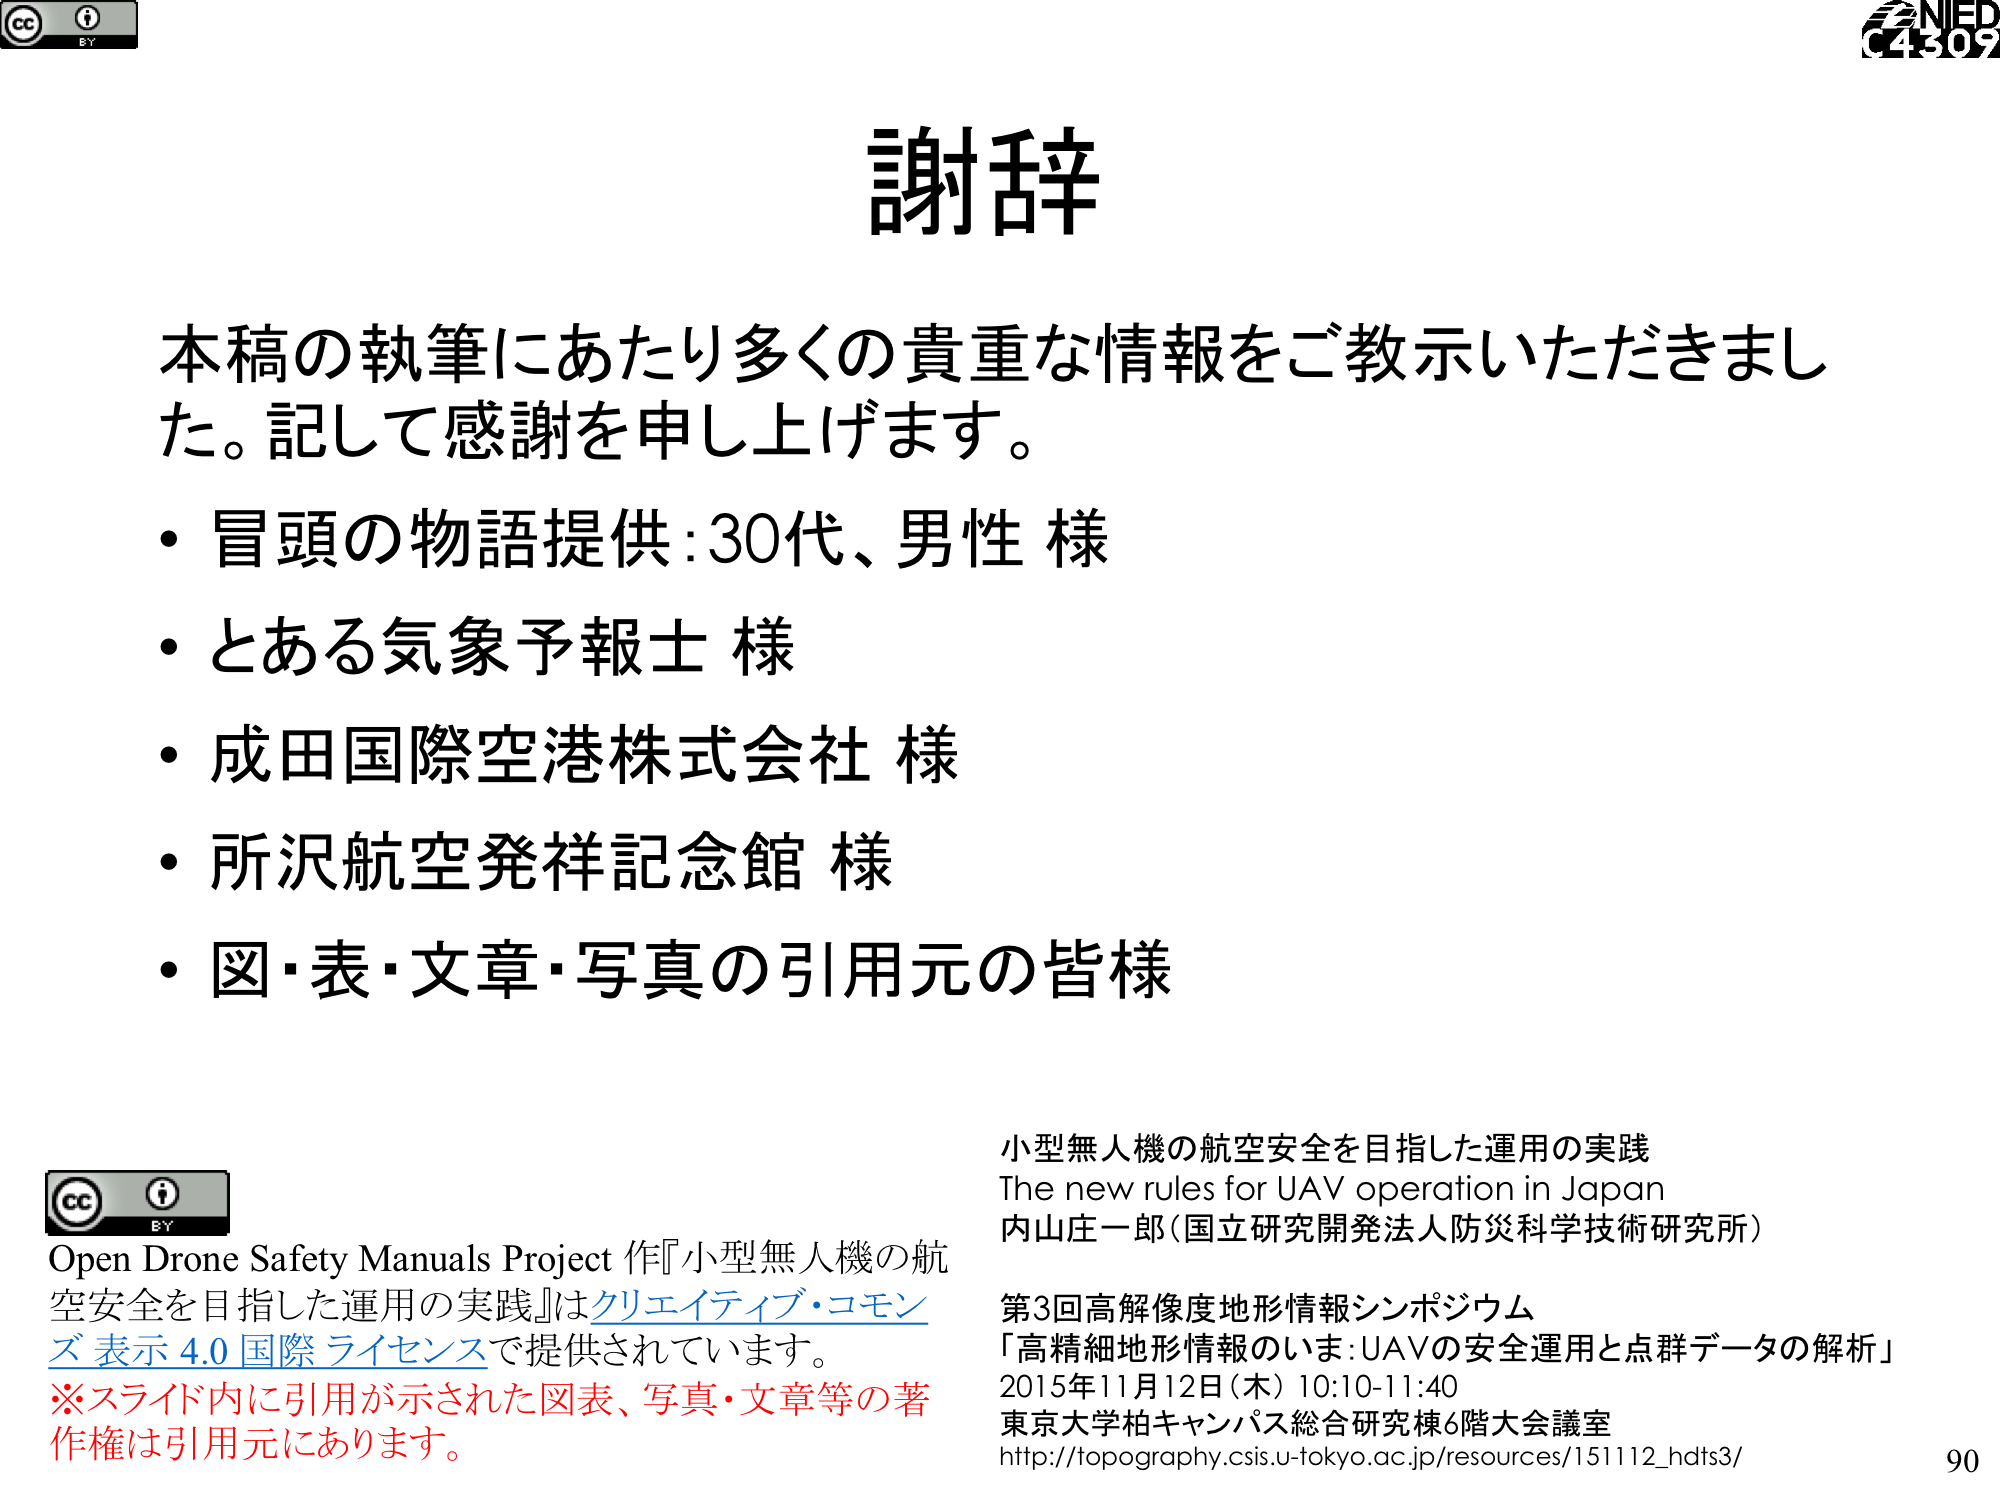 cc BY
NIED
C4309
謝辞
本稿の執筆にあたり多くの貴重な情報をご教示いただきまし
た。記して感謝を申し上げます。
• 冒頭の物語提供:30代、男性 様
• とある気象予報士 様
• 成田国際空港株式会社 様
• 所沢航空発祥記念館 様
• 図・表・文章・写真の引用元の皆様
cc BY
Open Drone Safety Manuals Project 作『小型無人機の航
空安全を目指した運用の実践』はクリエイティブ・コモン
ズ 表示 4.0 国際 ライセンスで提供されています。
※スライド内に引用が示された図表、写真・文章等の著
作権は引用元にあります。
小型無人機の航空安全を目指した運用の実践
The new rules for UAV operation in Japan
内山庄一郎(国立研究開発法人防災科学技術研究所)
第3回高解像度地形情報シンポジウム
「高精細地形情報のいま:UAVの安全運用と点群データの解析」
2015年11月12日(木) 10:10-11:40
東京大学柏キャンパス総合研究棟6階大会議室
http://topography.csis.u-tokyo.ac.jp/resources/151112_hdts3/
90